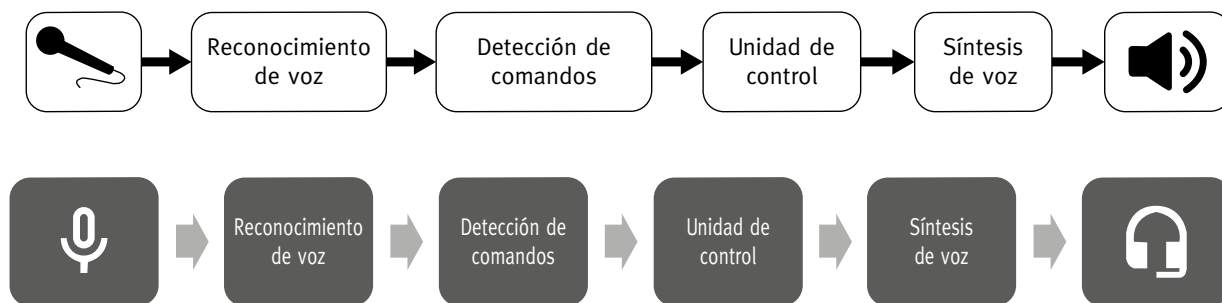 Reconocimiento
de voz
Detección de
comandos
Unidad de
control
Síntesis
de voz
Reconocimiento
de voz
Detección de
comandos
Unidad de
control
Síntesis
de voz